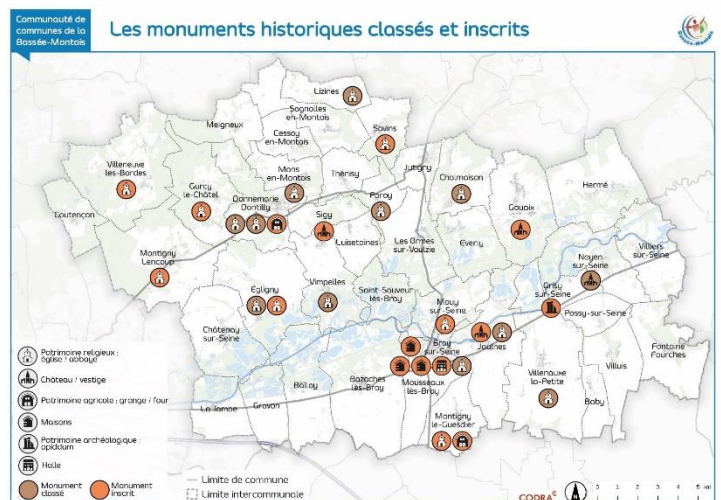 Communauté de
communes de la
Bassée-Montois
Les monuments historiques classés et inscrits
Bassée-Montois
Lizines
Sognolles
en-Montois
Savins
Meigneux
Cessoy
en-Montois
Villeneuve
les-Bordes
Mons
en-Montois
Thénisy
Jutigny
Chalmaison
Hermé
Gurcy
le-Châtel
Donnemarie
Dontilly
Paroy
Gouaix
Coutençon
Sigy
Luisetaines
Les Ormes
sur-Voulzie
Everly
Noyen
sur-Seine
Villiers
sur-Seine
Montigny
Lencoup
Égligny
Vimpelles
Saint-Sauveur
lès-Bray
Mouy
sur-Seine
Grisy
sur-Seine
Passy-sur-Seine
Châtenay
sur-Seine
Bray
sur-Seine
Jaulnes
Fontaine
Fourches
Villuis
Villenauxe
la-Petite
Balloy
Bazoches
lès-Bray
Mousseaux
lès-Bray
Baby
La Tombe
Gravon
Montigny
le-Guesdier
Patrimoine religieux :
église / abbaye
Château / vestige
Patrimoine agricole : grange / four
Maisons
Patrimoine archéologique :
oppidum
Halle
Monument
classé
Monument
inscrit
Limite de commune
Limite intercommunale
CODRA
N